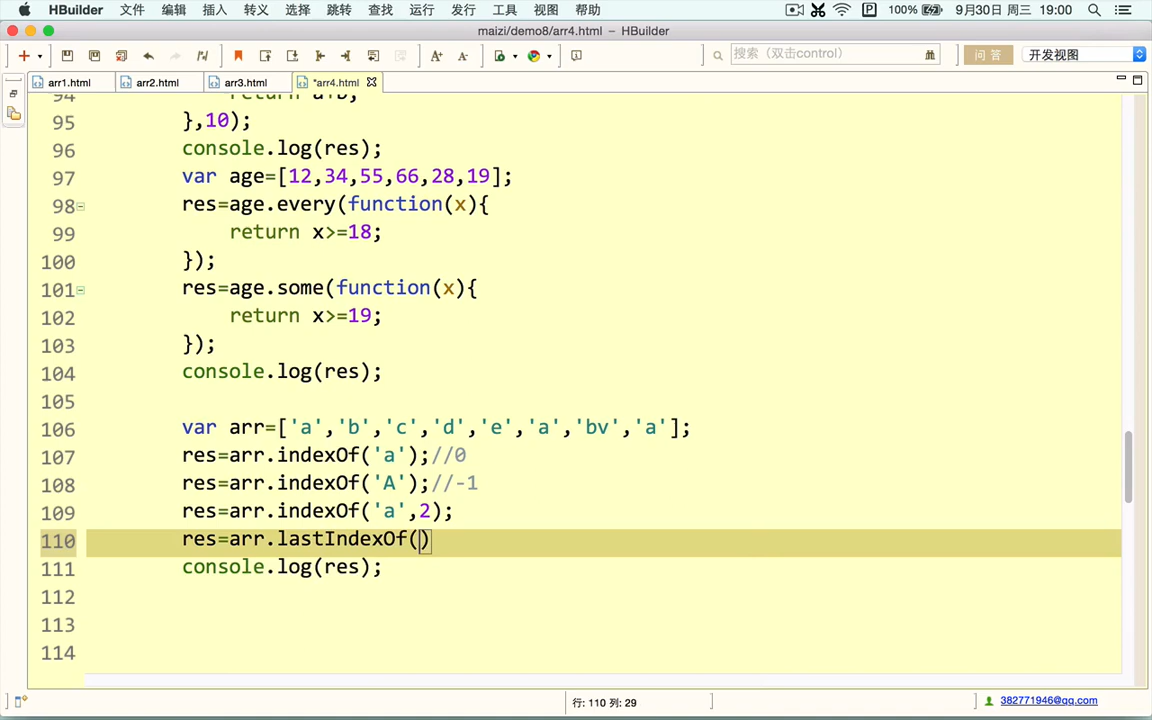 HBuilder 文件 编辑 插入 转义 选择 跳转 查找 运行 发行 工具 视图 帮助 100% 9月30日 周三 19:00
maizi/demo8/arr4.html – HBuilder
搜索（双击control） 问 答 开发视图
arr1.html arr2.html arr3.html *arr4.html
94 return a+b;
95 },10);
96 console.log(res);
97 var age=[12,34,55,66,28,19];
98 res=age.every(function(x){
99 return x>=18;
100 });
101 res=age.some(function(x){
102 return x>=19;
103 });
104 console.log(res);
105
106 var arr=['a','b','c','d','e','a','bv','a'];
107 res=arr.indexOf('a');//0
108 res=arr.indexOf('A');//-1
109 res=arr.indexOf('a',2);
110 res=arr.lastIndexOf()
111 console.log(res);
112
113
114
行: 110 列: 29 382771946@qq.com